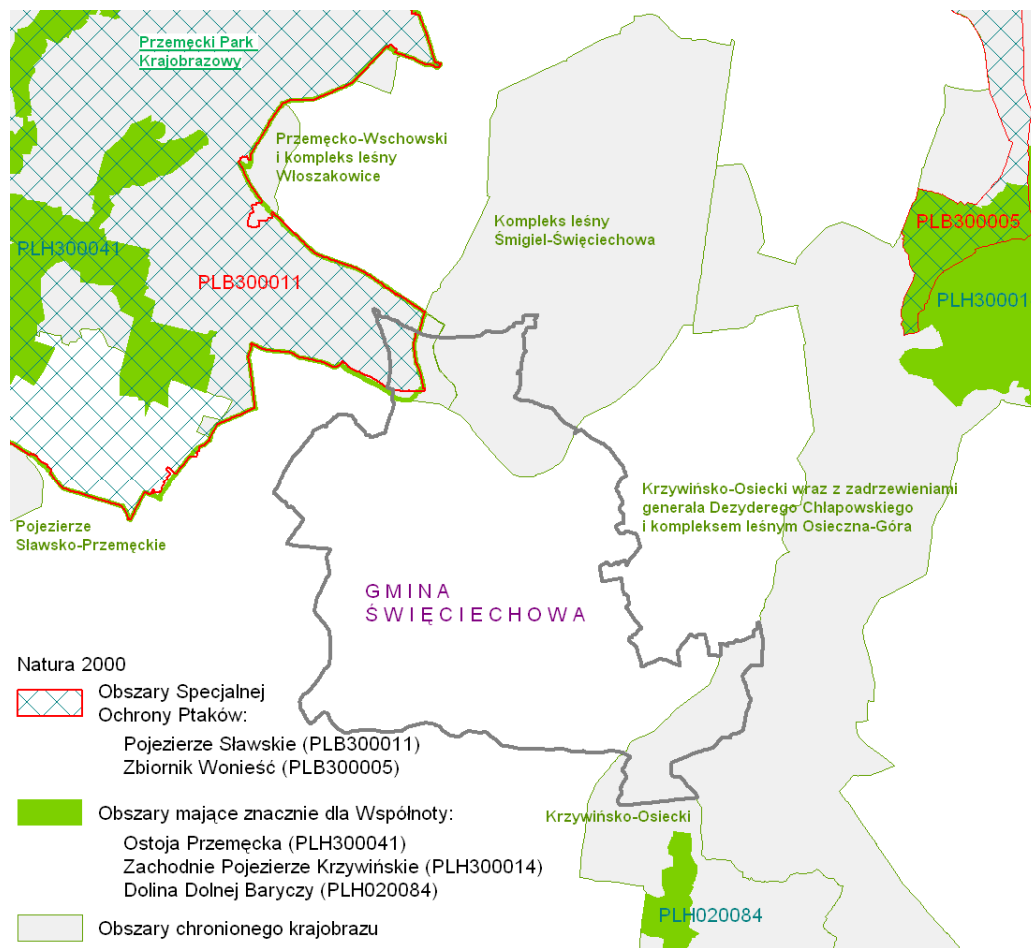 Przemęcki Park
Krajobrazowy
Przemęcko-Wschowski
i kompleks leśny
Włoszakowice
Kompleks leśny
Śmigiel-Święciechowa
PLB300005
PLH300041
PLB300011
PLH30001
Krzywińsko-Osiecki wraz z zadrzewieniami
generała Dezyderego Chłapowskiego
i kompleksem leśnym Osieczna-Góra
Pojezierze
Sławsko-Przemęckie
GMINA
ŚWIĘCIECHOWA
Natura 2000
Obszary Specjalnej
Ochrony Ptaków:
Pojezierze Sławskie (PLB300011)
Zbiornik Wonieść (PLB300005)
Obszary mające znacznie dla Wspólnoty:
Ostoja Przemęcka (PLH300041)
Zachodnie Pojezierze Krzywińskie (PLH300014)
Dolina Dolnej Baryczy (PLH020084)
Obszary chronionego krajobrazu
Krzywińsko-Osiecki
PLH020084